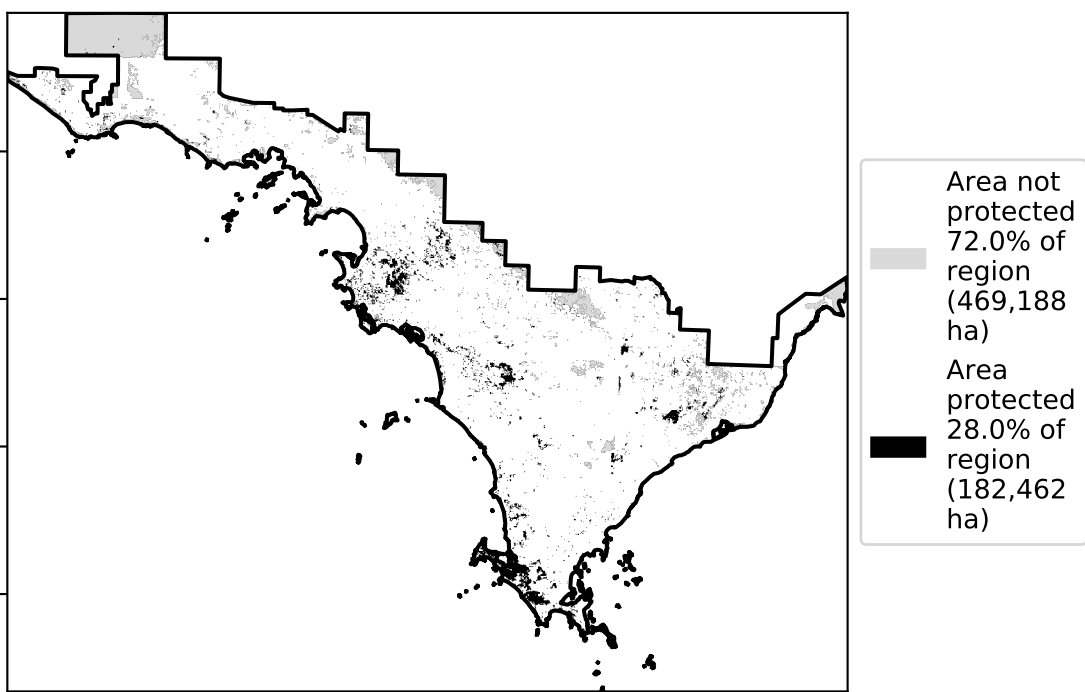 Area not
protected
72.0% of
region
(469,188
ha)
Area
protected
28.0% of
region
(182,462
ha)